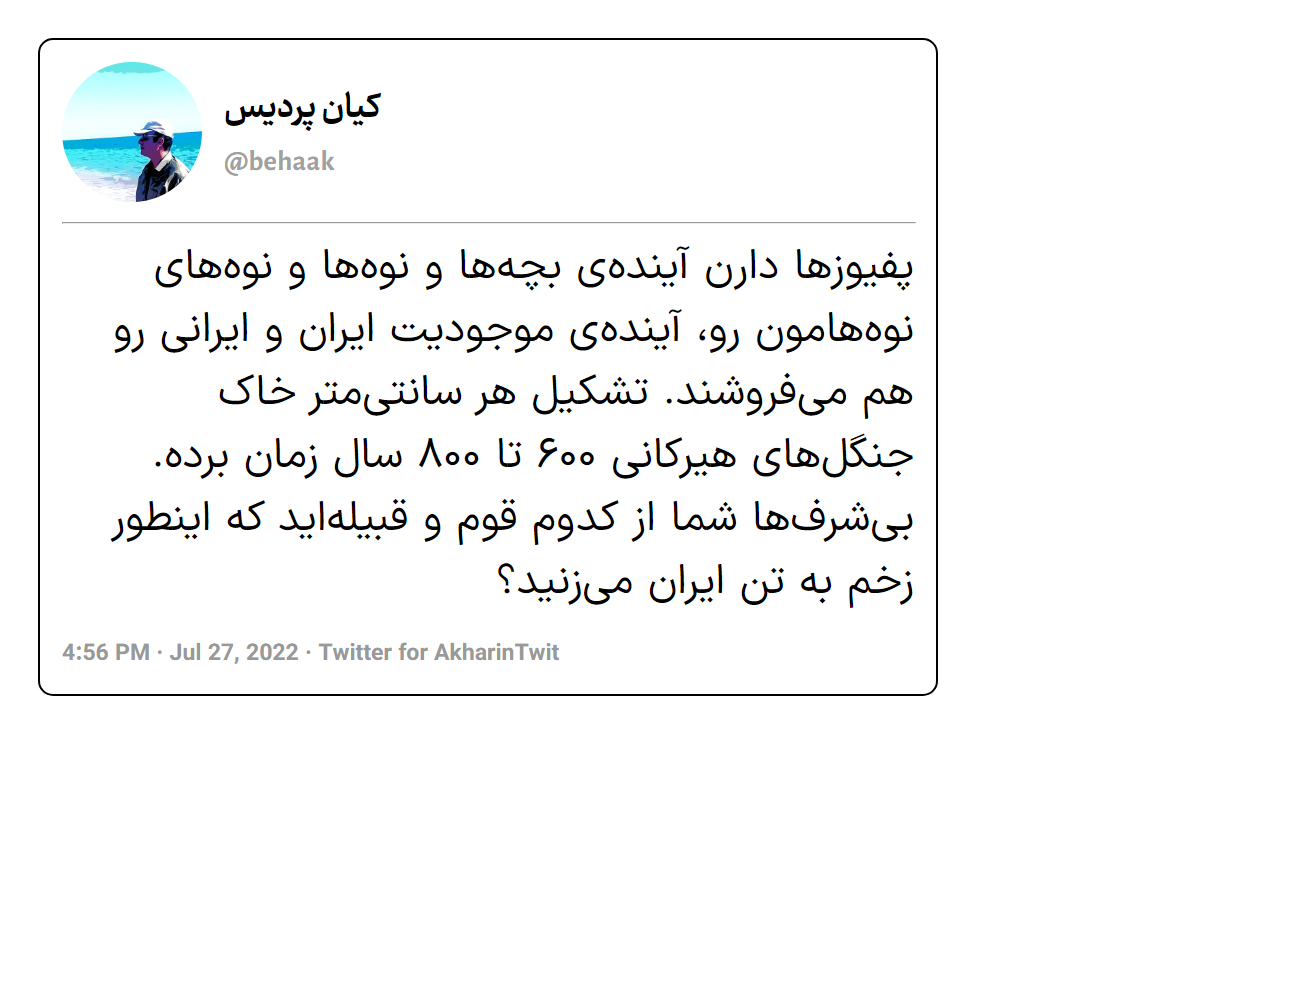 کیان پردیس
@behaak
پفیوزها دارن آینده‌ی بچه‌ها و نوه‌ها و نوه‌های
نوه‌هامون رو، آینده‌ی موجودیت ایران و ایرانی رو
هم می‌فروشند. تشکیل هر سانتی‌متر خاک
جنگل‌های هیرکانی ۶۰۰ تا ۸۰۰ سال زمان برده.
بی‌شرف‌ها شما از کدوم قوم و قبیله‌اید که اینطور
زخم به تن ایران می‌زنید؟
4:56 PM · Jul 27, 2022 · Twitter for AkharinTwit